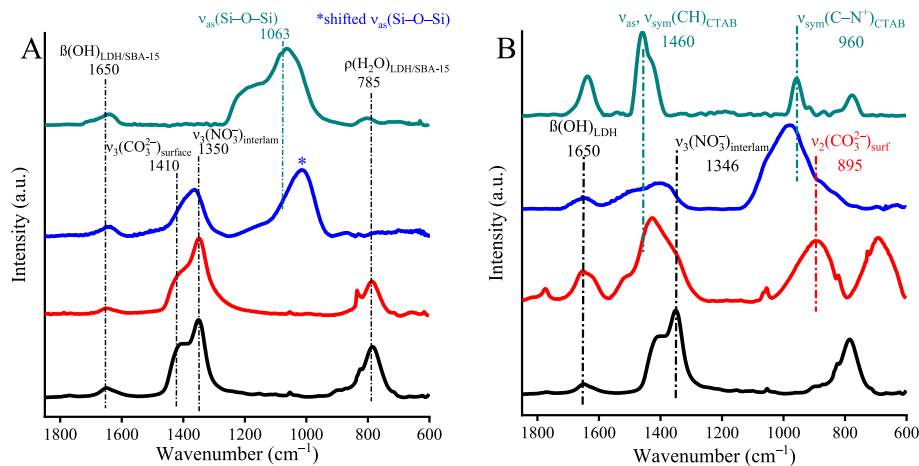 A
νas(Si–O–Si)
1063
*shifted νas(Si–O–Si)
ß(OH)LDH/SBA-15
1650
ρ(H2O)LDH/SBA-15
785
ν3(CO3²⁻)surface
1410
ν3(NO3⁻)interlam
1350
*
Intensity (a.u.)
1800 1600 1400 1200 1000 800 600
Wavenumber (cm⁻¹)
B
νas, νsym(CH)CTAB
1460
νsym(C–N⁺)CTAB
960
ß(OH)LDH
1650
ν3(NO3⁻)interlam
1346
ν2(CO3²⁻)surf
895
Intensity (a.u.)
1800 1600 1400 1200 1000 800 600
Wavenumber (cm⁻¹)